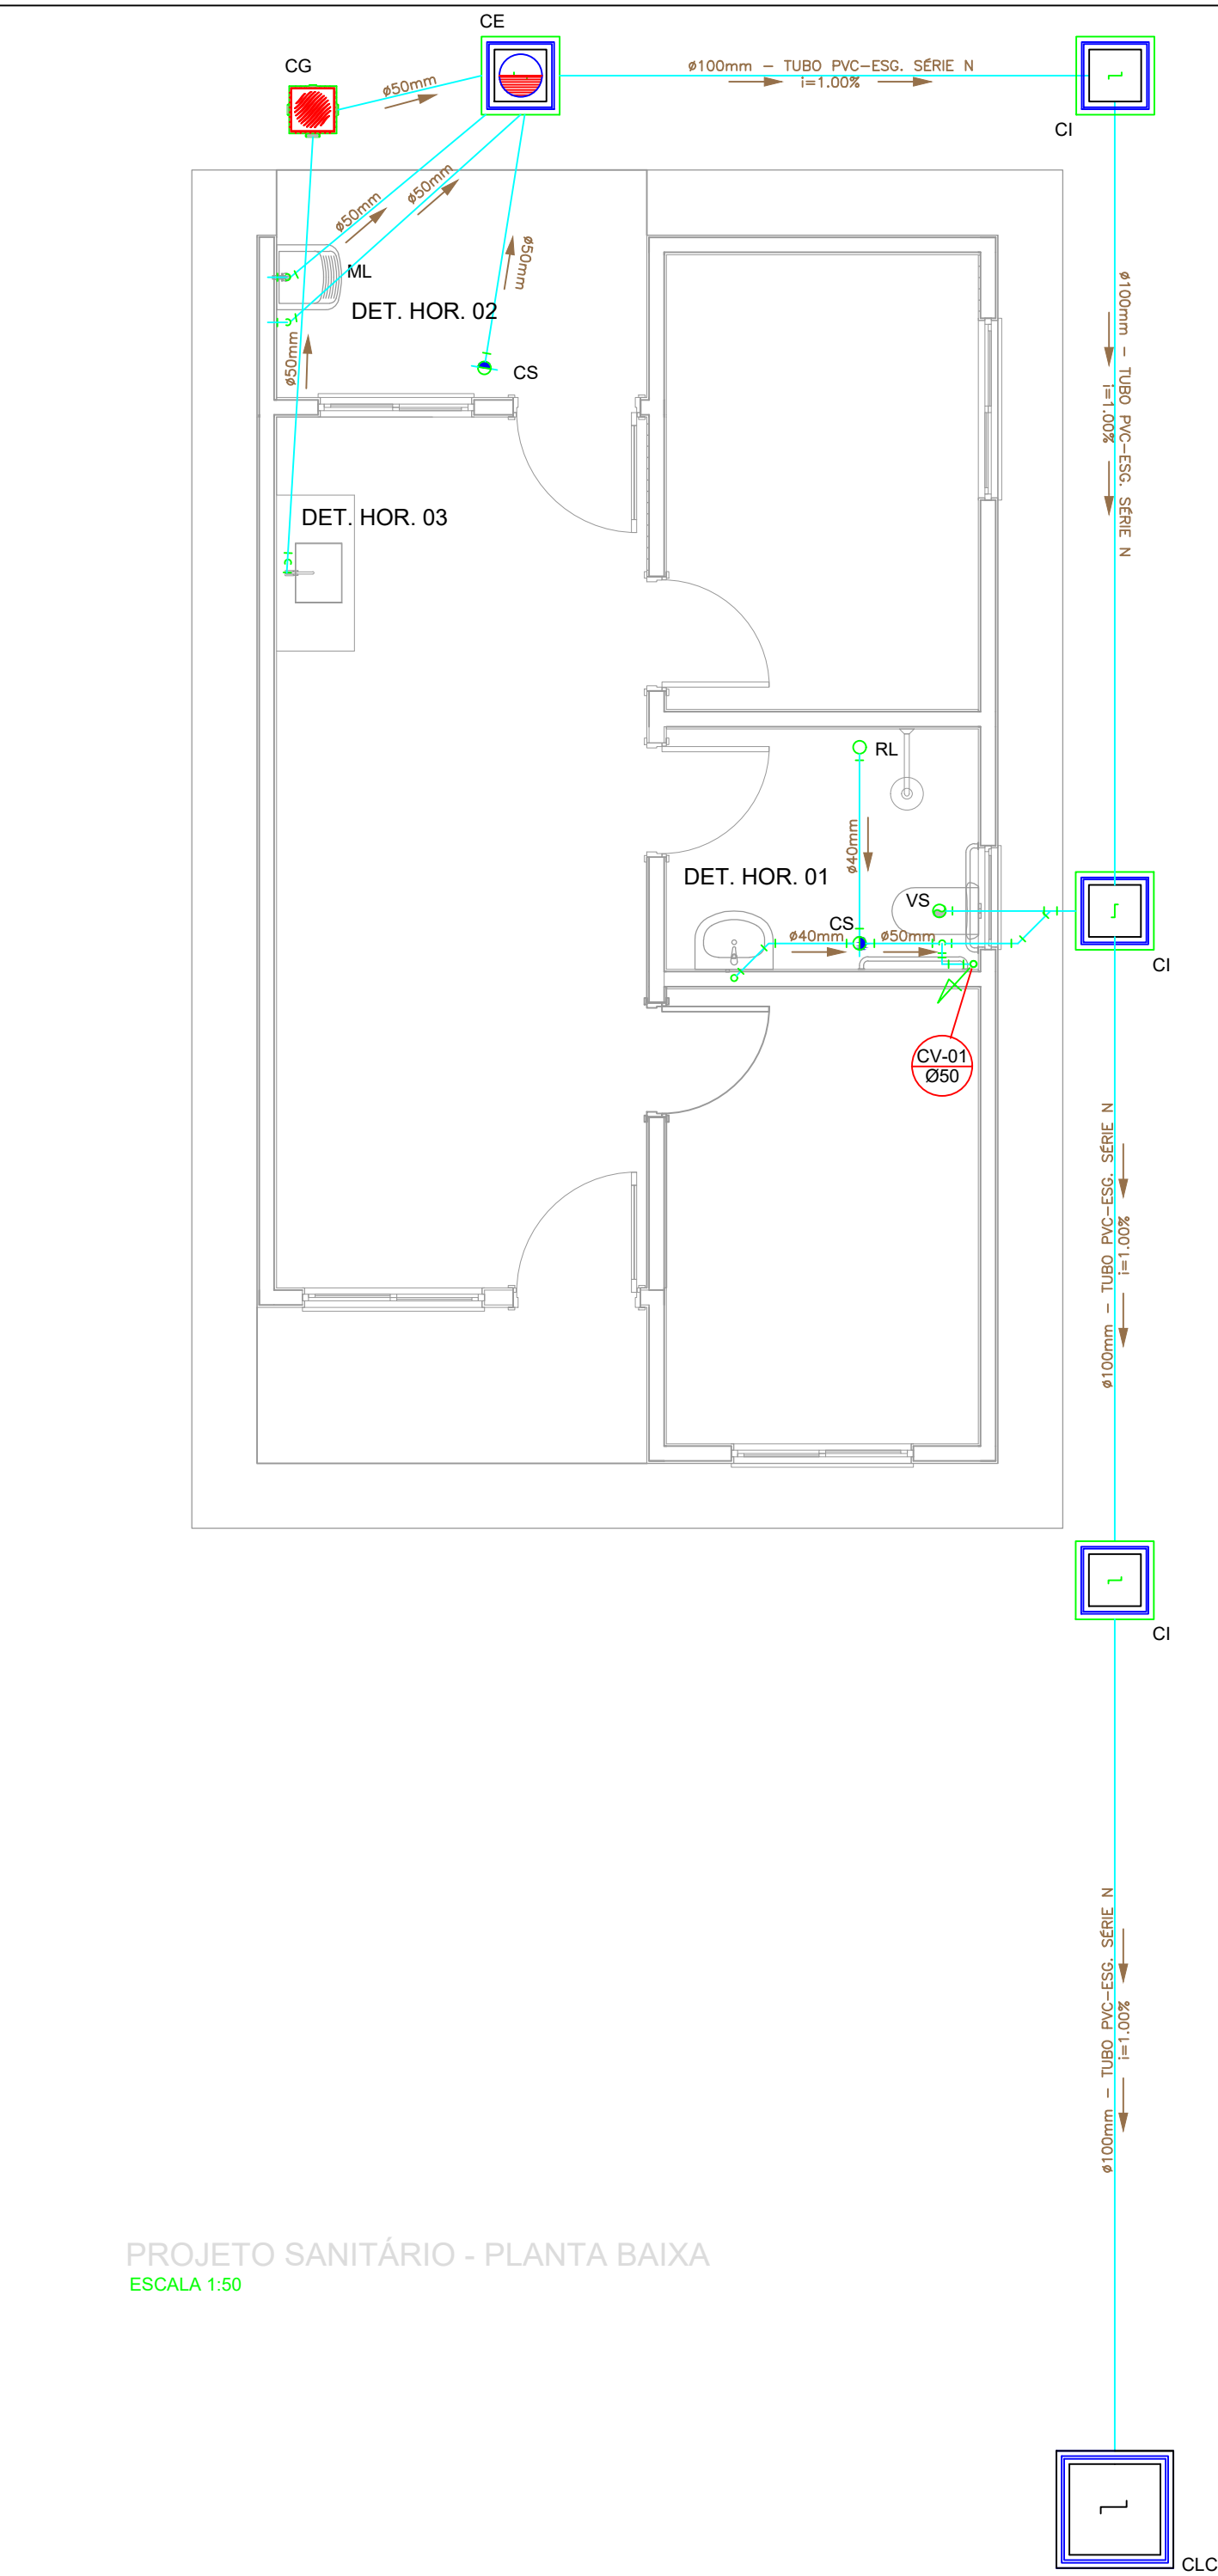 CE
CG
ø50mm
ø100mm – TUBO PVC–ESG. SÉRIE N
i=1.00%
CI
ø50mm
ø50mm
ø50mm
ML
DET. HOR. 02
CS
ø50mm
ø100mm – TUBO PVC–ESG. SÉRIE N
i=1.00%
DET. HOR. 03
RL
ø40mm
DET. HOR. 01
VS
CS
ø40mm
ø50mm
CI
CV-01
Ø50
ø100mm – TUBO PVC–ESG. SÉRIE N
i=1.00%
CI
ø100mm – TUBO PVC–ESG. SÉRIE N
i=1.00%
PROJETO SANITÁRIO - PLANTA BAIXA
ESCALA 1:50
CLC